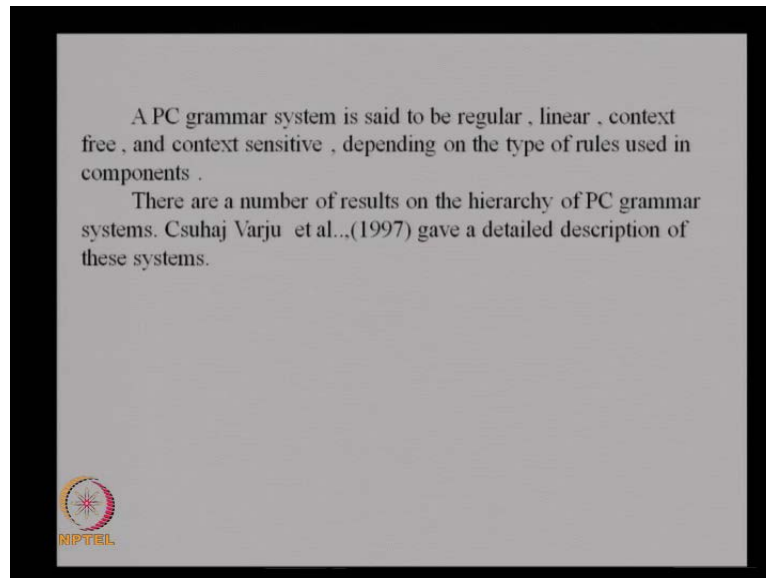 A PC grammar system is said to be regular , linear , context
free , and context sensitive , depending on the type of rules used in
components .
There are a number of results on the hierarchy of PC grammar
systems. Csuhaj Varju et al..,(1997) gave a detailed description of
these systems.
NPTEL